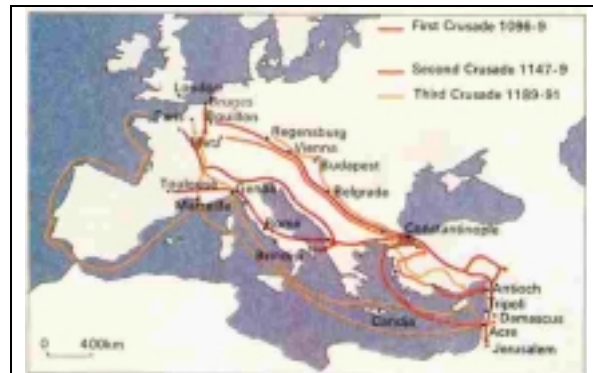 First Crusade 1096-9
Second Crusade 1147-9
Third Crusade 1189-91
London
Bruges
Paris
Bouillon
Regensburg
Vienna
Budapest
Belgrade
Toulouse
Genoa
Marseille
Rome
Constantinople
Antioch
Tripoli
Damascus
Candia
Acre
Jerusalem
0 400km